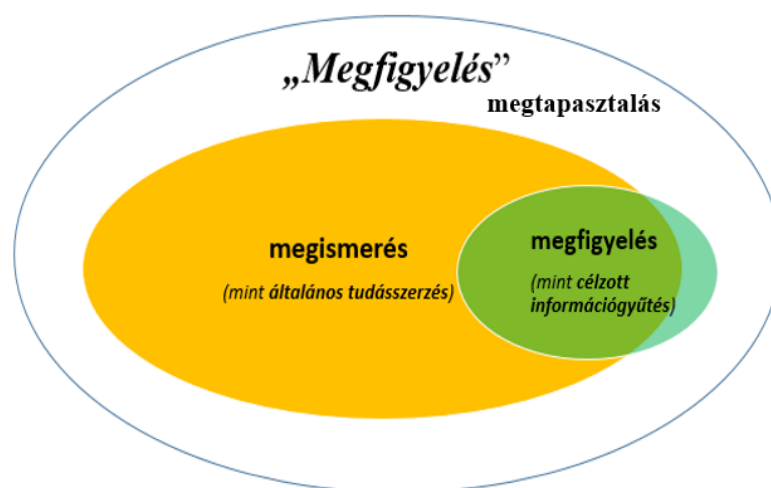 „Megfigyelés”
megtapasztalás
megismerés
(mint általános tudásszerzés)
megfigyelés
(mint célzott
információgyűtés)